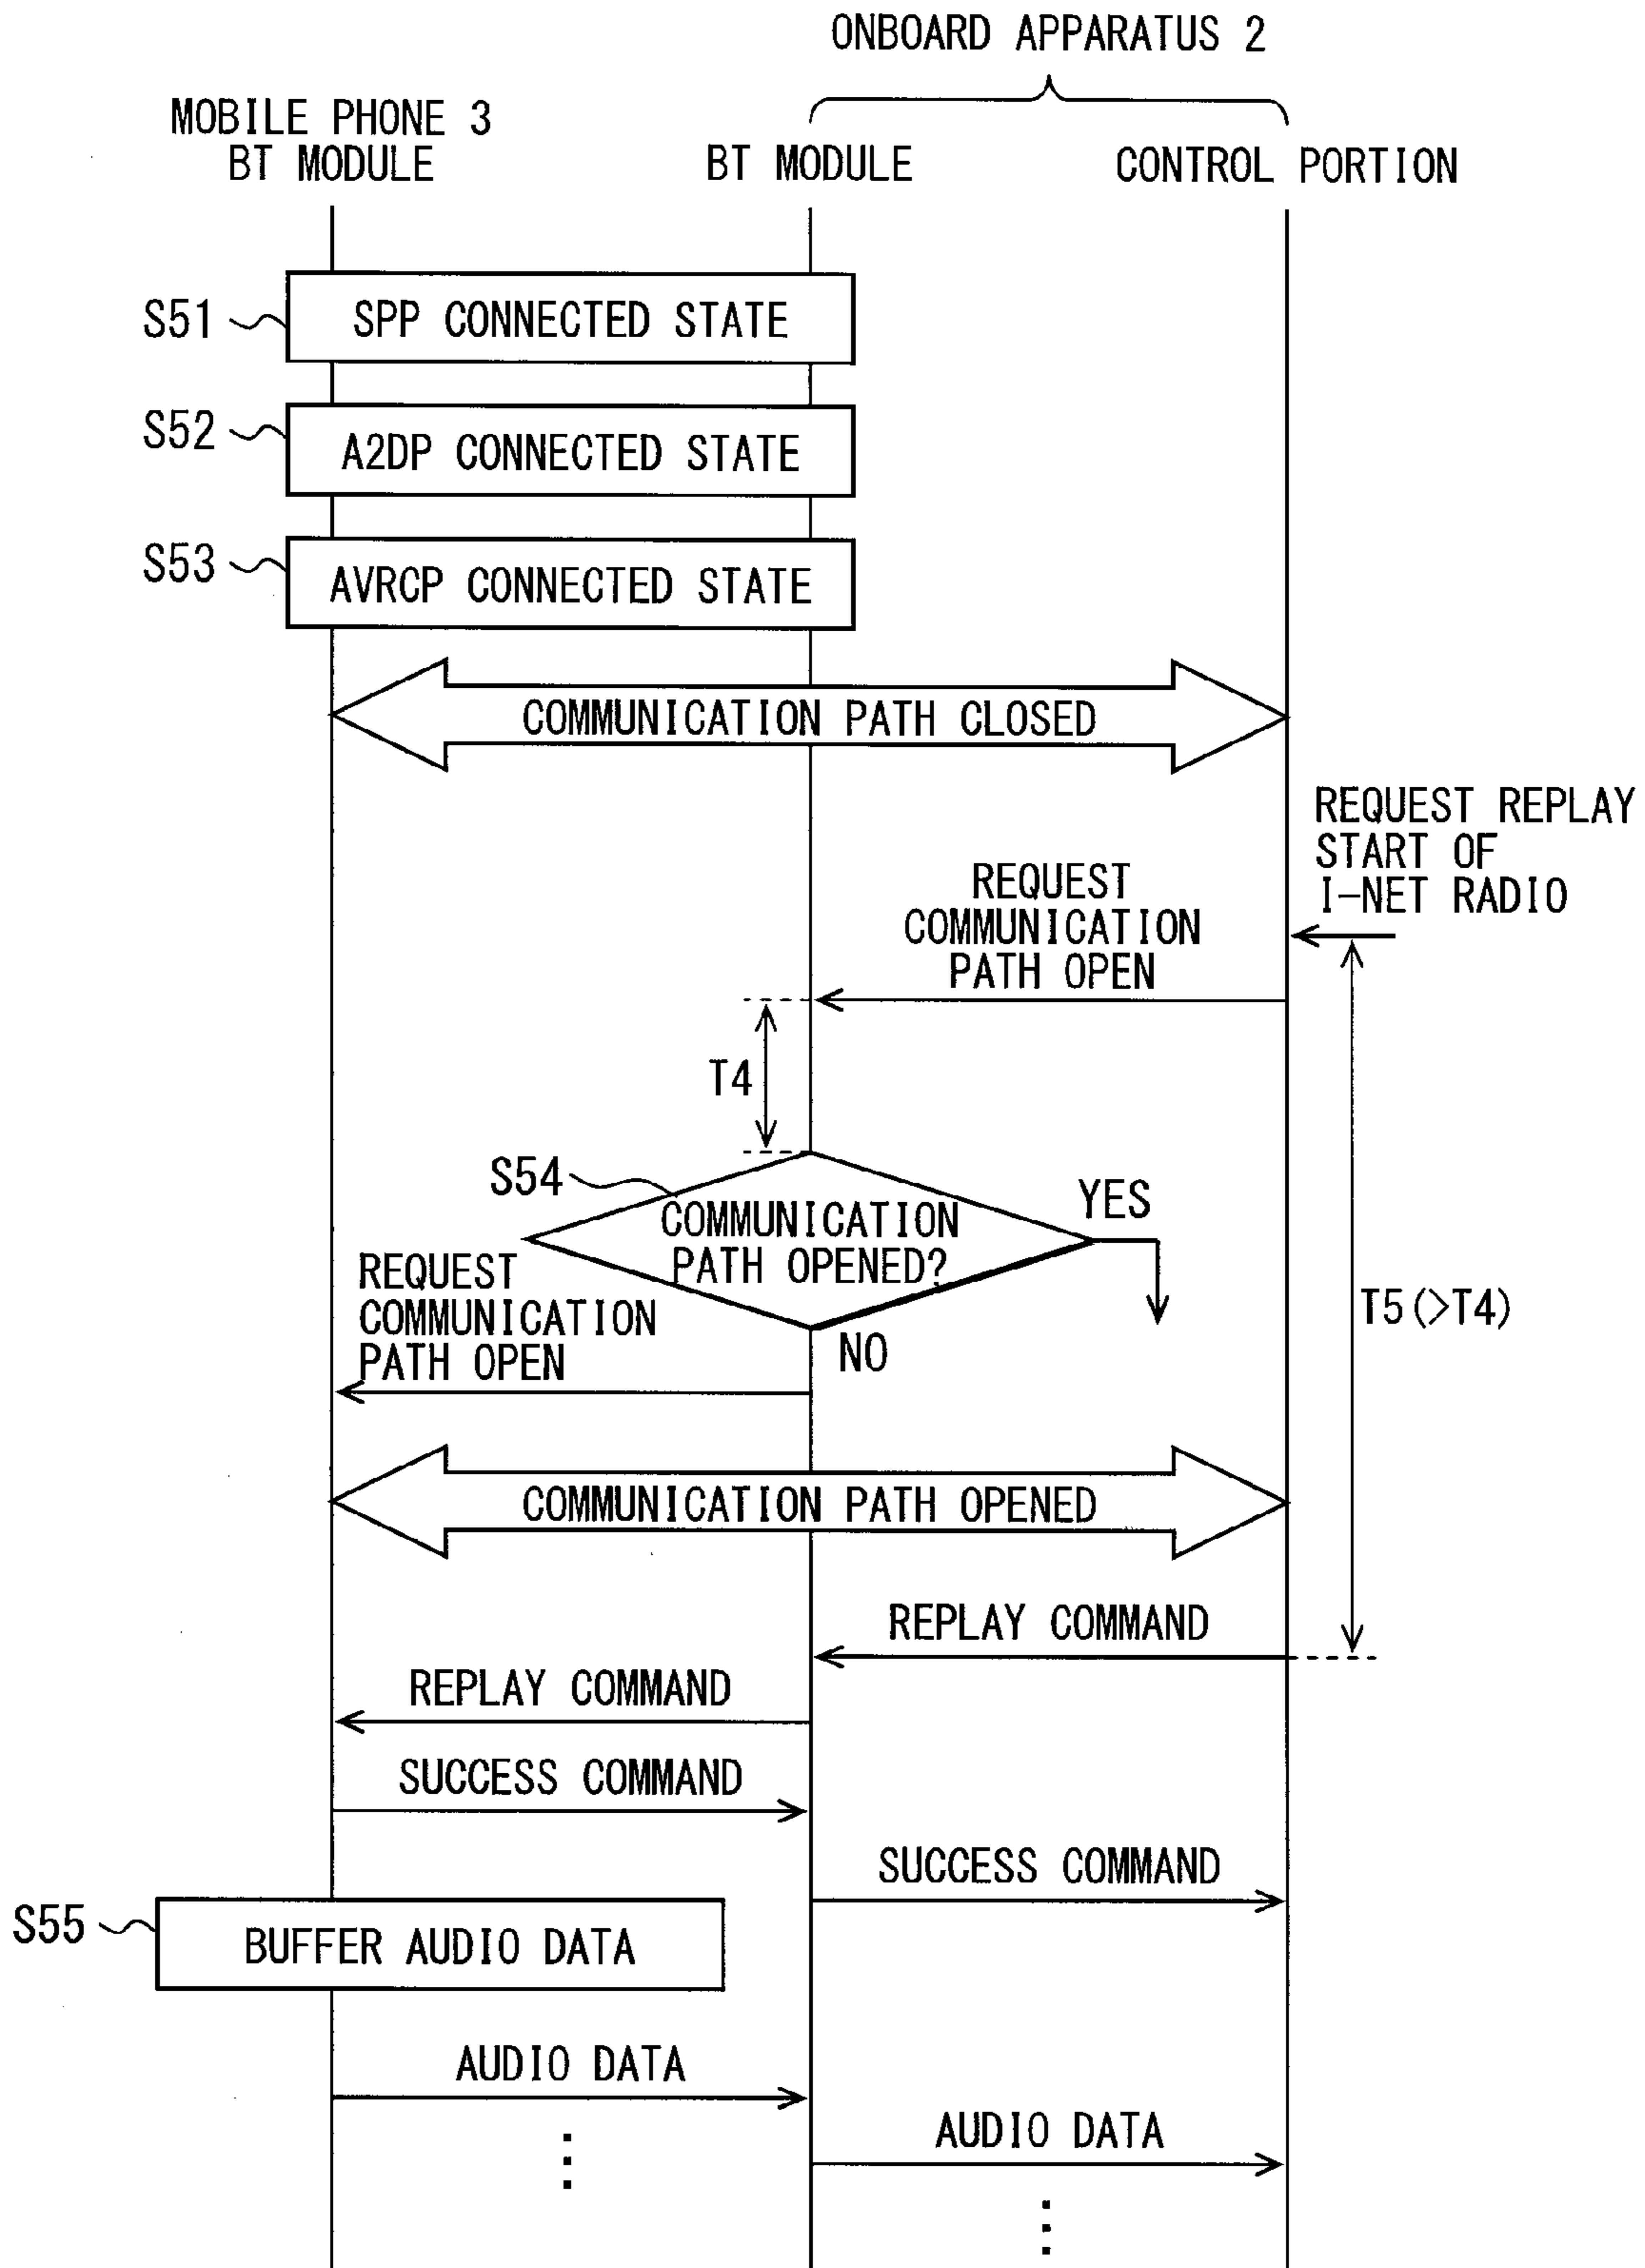 ONBOARD APPARATUS 2
MOBILE PHONE 3
BT MODULE
BT MODULE
CONTROL PORTION
S51
SPP CONNECTED STATE
S52
A2DP CONNECTED STATE
S53
AVRCP CONNECTED STATE
COMMUNICATION PATH CLOSED
REQUEST REPLAY
START OF
I-NET RADIO
REQUEST
COMMUNICATION
PATH OPEN
T4
S54
COMMUNICATION
PATH OPENED?
YES
NO
T5(>T4)
REQUEST
COMMUNICATION
PATH OPEN
COMMUNICATION PATH OPENED
REPLAY COMMAND
REPLAY COMMAND
SUCCESS COMMAND
SUCCESS COMMAND
S55
BUFFER AUDIO DATA
AUDIO DATA
AUDIO DATA